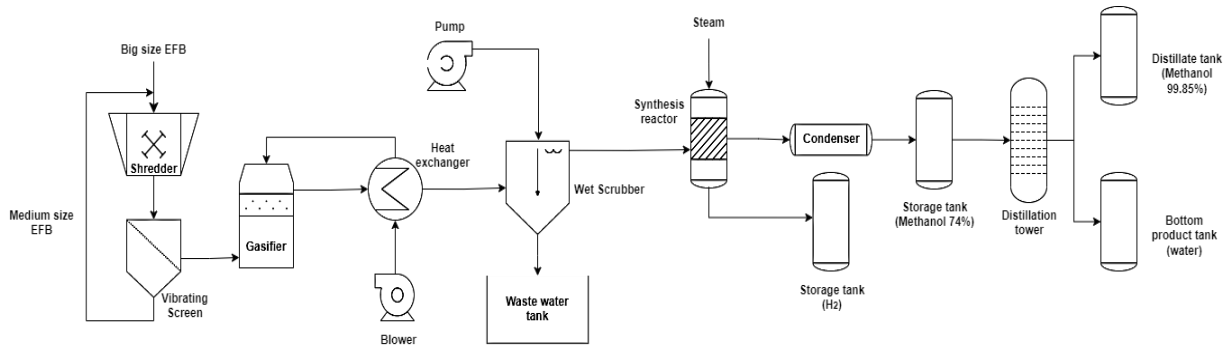 Big size EFB
Shredder
Medium size
EFB
Vibrating
Screen
Gasifier
Heat
exchanger
Blower
Pump
Wet Scrubber
Waste water
tank
Steam
Synthesis
reactor
Condenser
Storage tank
(H₂)
Storage tank
(Methanol 74%)
Distillation
tower
Distillate tank
(Methanol
99.85%)
Bottom
product tank
(water)